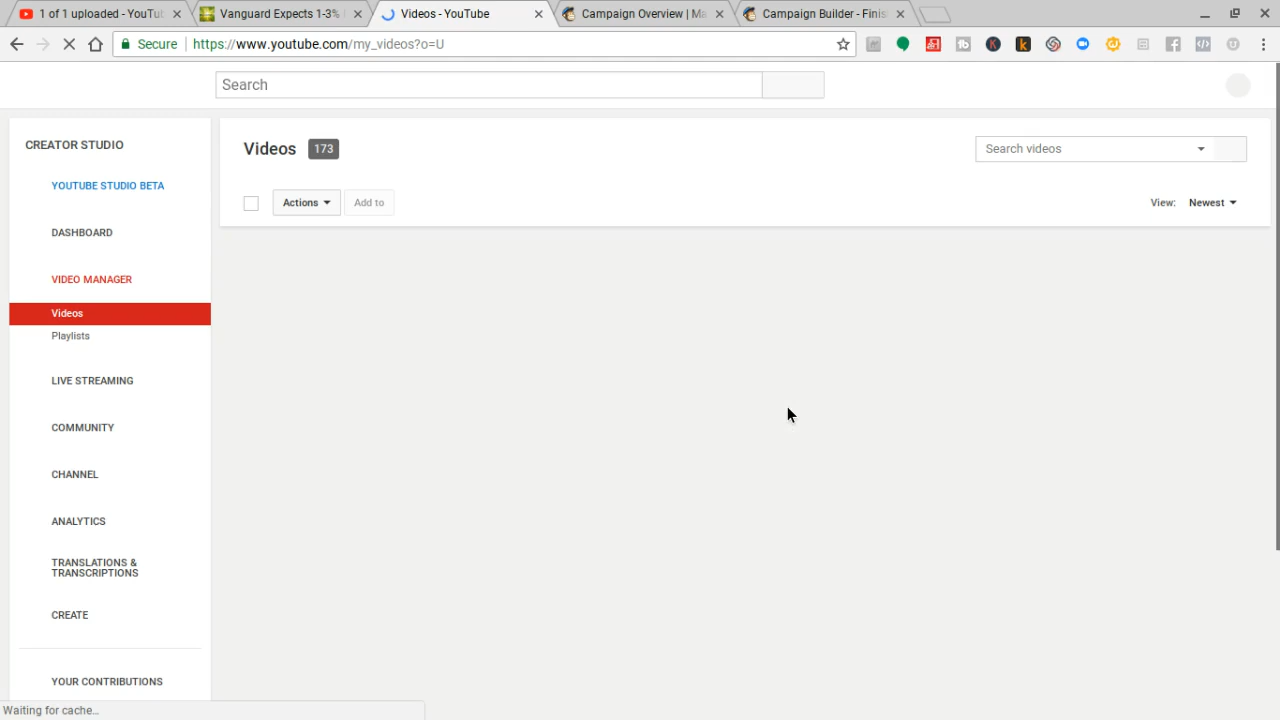 1 of 1 uploaded - YouTu
Vanguard Expects 1-3%
Videos - YouTube
Campaign Overview | Ma
Campaign Builder - Finis
Secure
https://www.youtube.com/my_videos?o=U
Search
CREATOR STUDIO
YOUTUBE STUDIO BETA
DASHBOARD
VIDEO MANAGER
Videos
Playlists
LIVE STREAMING
COMMUNITY
CHANNEL
ANALYTICS
TRANSLATIONS &
TRANSCRIPTIONS
CREATE
YOUR CONTRIBUTIONS
Videos 173
Search videos
Actions
Add to
View: Newest
Waiting for cache...